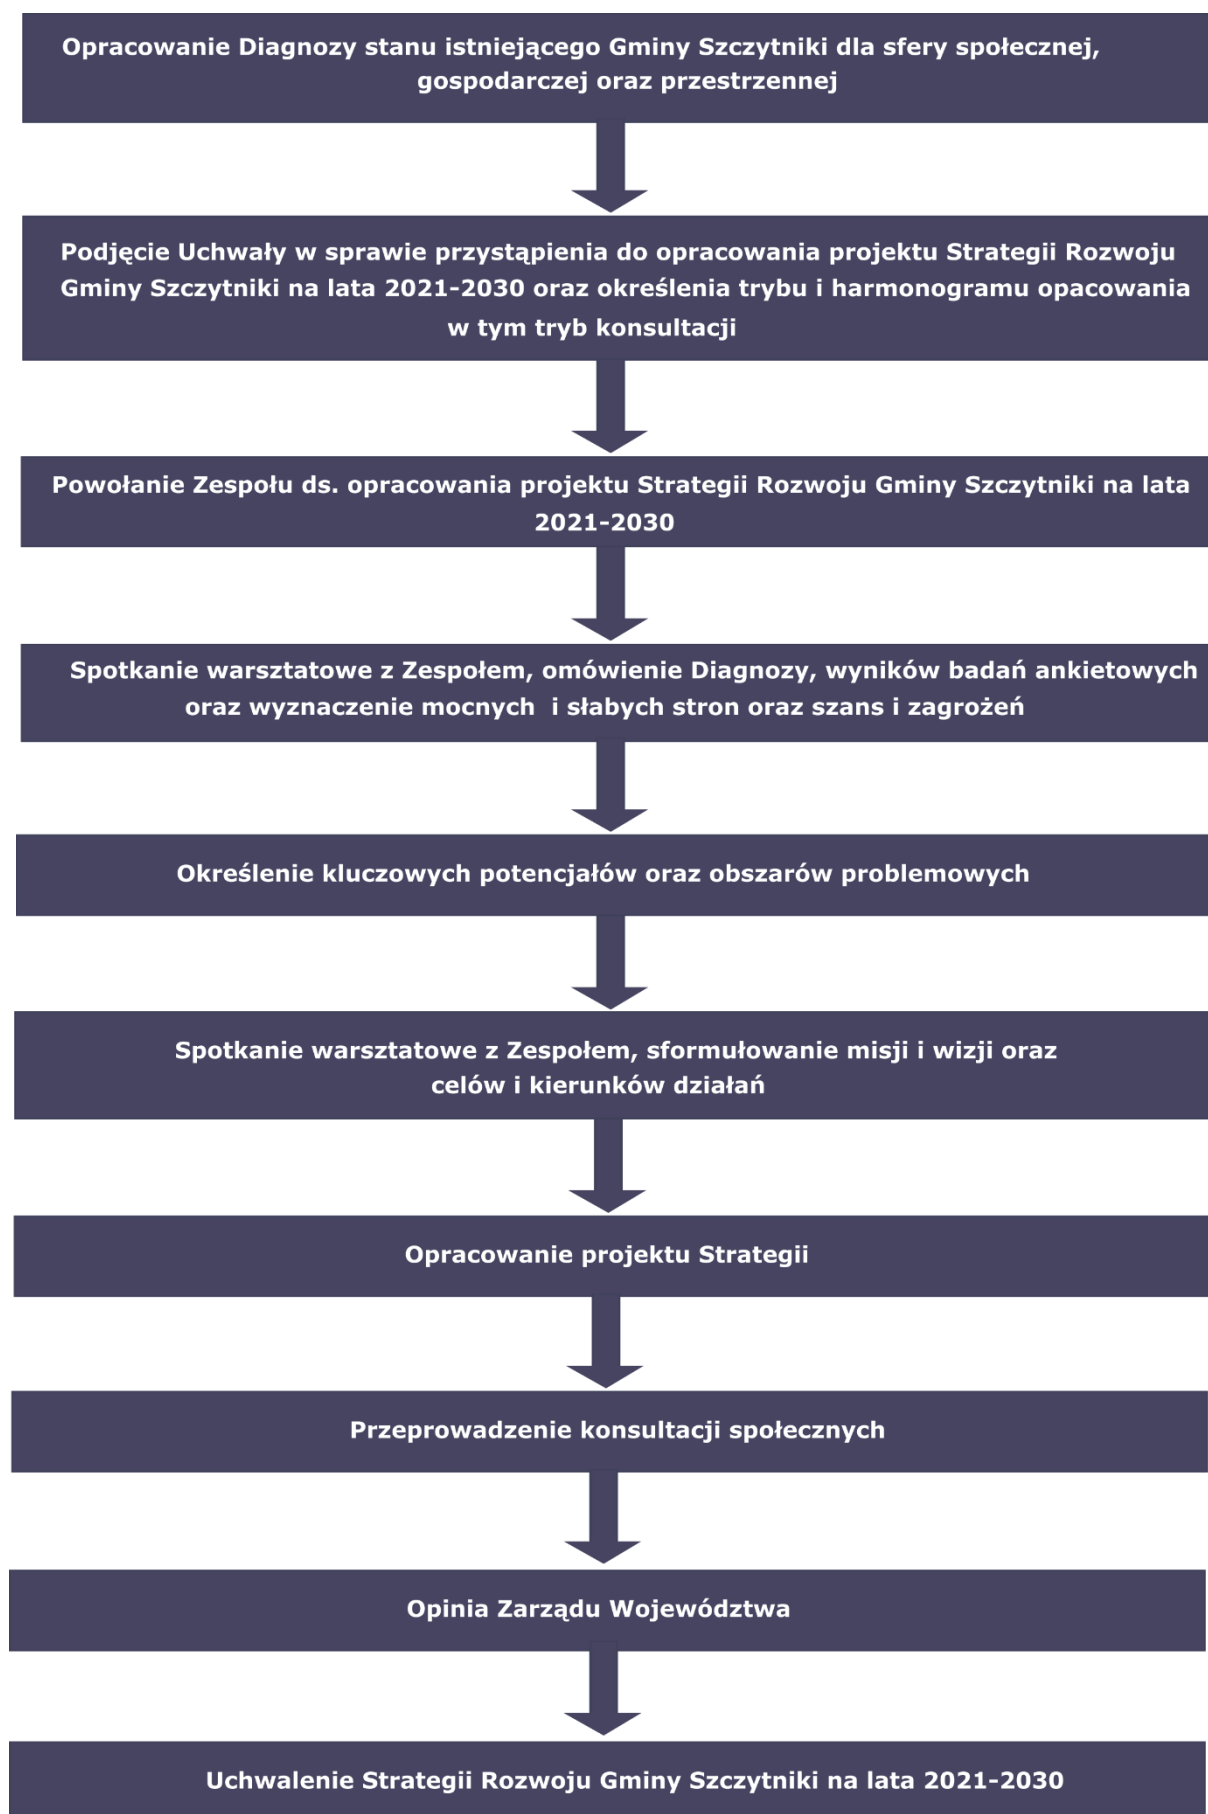 Opracowanie Diagnozy stanu istniejącego Gminy Szczytniki dla sfery społecznej,
gospodarczej oraz przestrzennej
Podjęcie Uchwały w sprawie przystąpienia do opracowania projektu Strategii Rozwoju
Gminy Szczytniki na lata 2021-2030 oraz określenia trybu i harmonogramu opacowania
w tym tryb konsultacji
Powołanie Zespołu ds. opracowania projektu Strategii Rozwoju Gminy Szczytniki na lata
2021-2030
Spotkanie warsztatowe z Zespołem, omówienie Diagnozy, wyników badań ankietowych
oraz wyznaczenie mocnych i słabych stron oraz szans i zagrożeń
Określenie kluczowych potencjałów oraz obszarów problemowych
Spotkanie warsztatowe z Zespołem, sformułowanie misji i wizji oraz
celów i kierunków działań
Opracowanie projektu Strategii
Przeprowadzenie konsultacji społecznych
Opinia Zarządu Województwa
Uchwalenie Strategii Rozwoju Gminy Szczytniki na lata 2021-2030